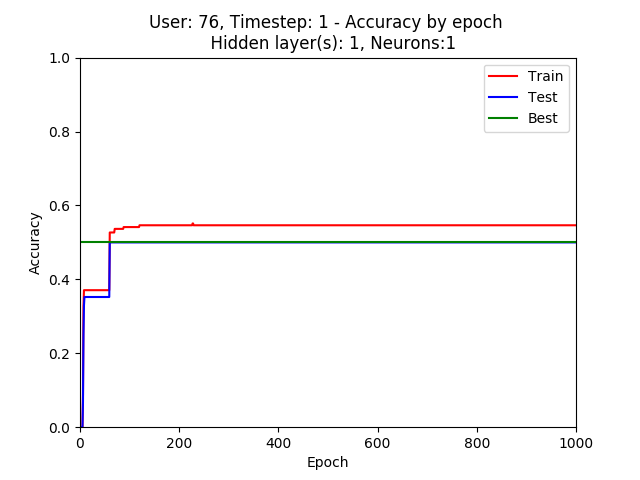 User: 76, Timestep: 1 - Accuracy by epoch
Hidden layer(s): 1, Neurons:1
Train
Test
Best
1.0
0.8
0.6
0.4
0.2
0.0
Accuracy
0 200 400 600 800 1000
Epoch